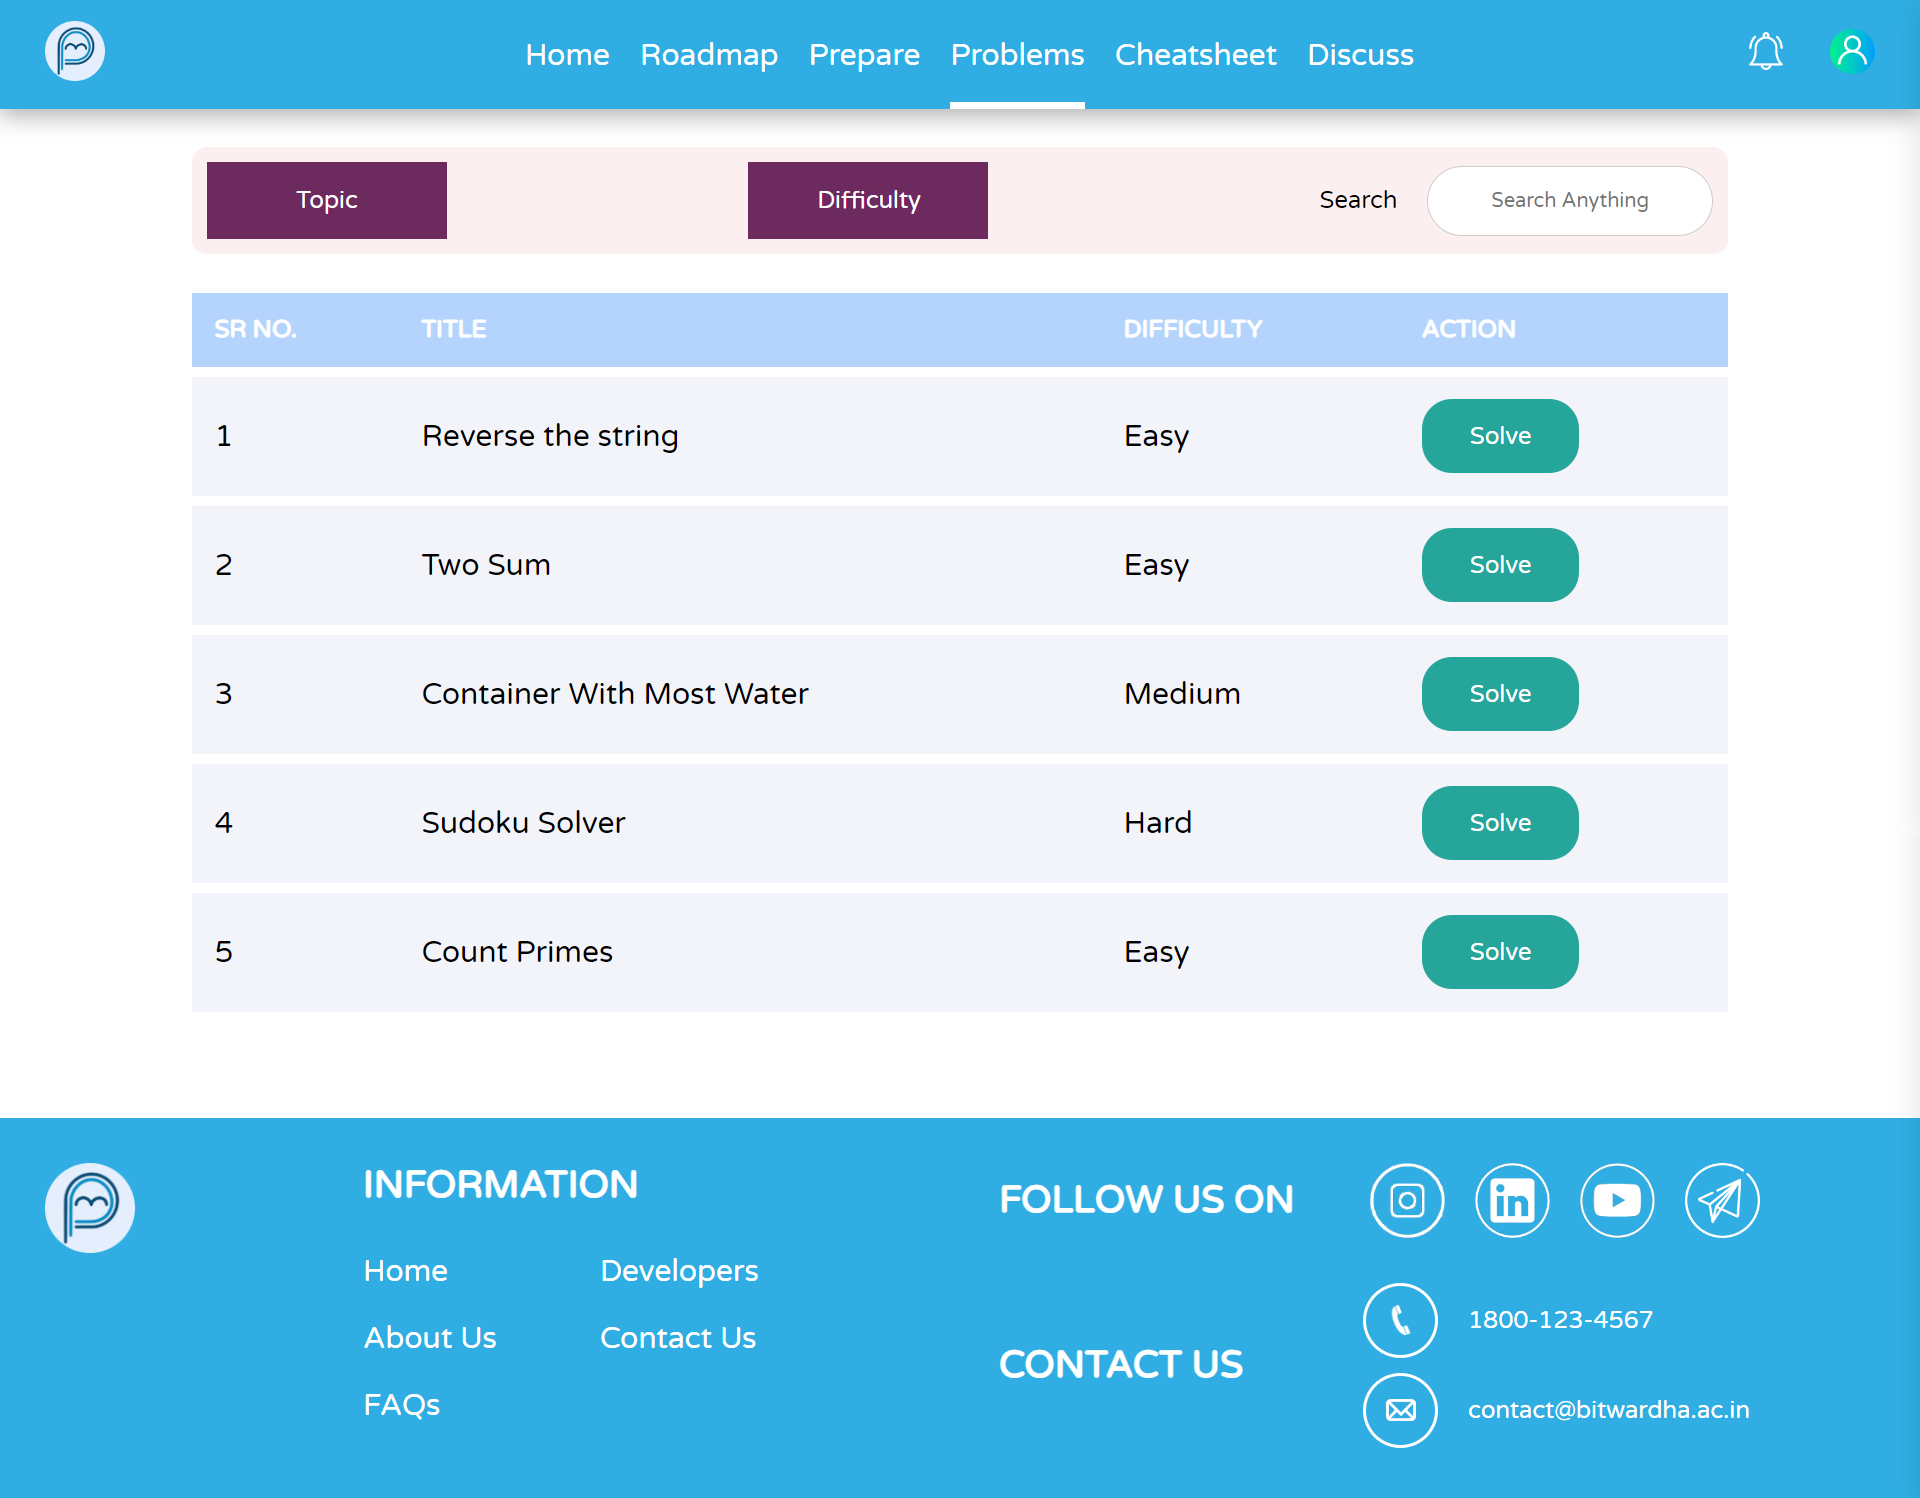 Home Roadmap Prepare Problems Cheatsheet Discuss
Topic Difficulty Search Search Anything
SR NO. TITLE DIFFICULTY ACTION
1 Reverse the string Easy Solve
2 Two Sum Easy Solve
3 Container With Most Water Medium Solve
4 Sudoku Solver Hard Solve
5 Count Primes Easy Solve
INFORMATION
Home Developers
About Us Contact Us
FAQs
FOLLOW US ON
in
CONTACT US
1800-123-4567
contact@bitwardha.ac.in